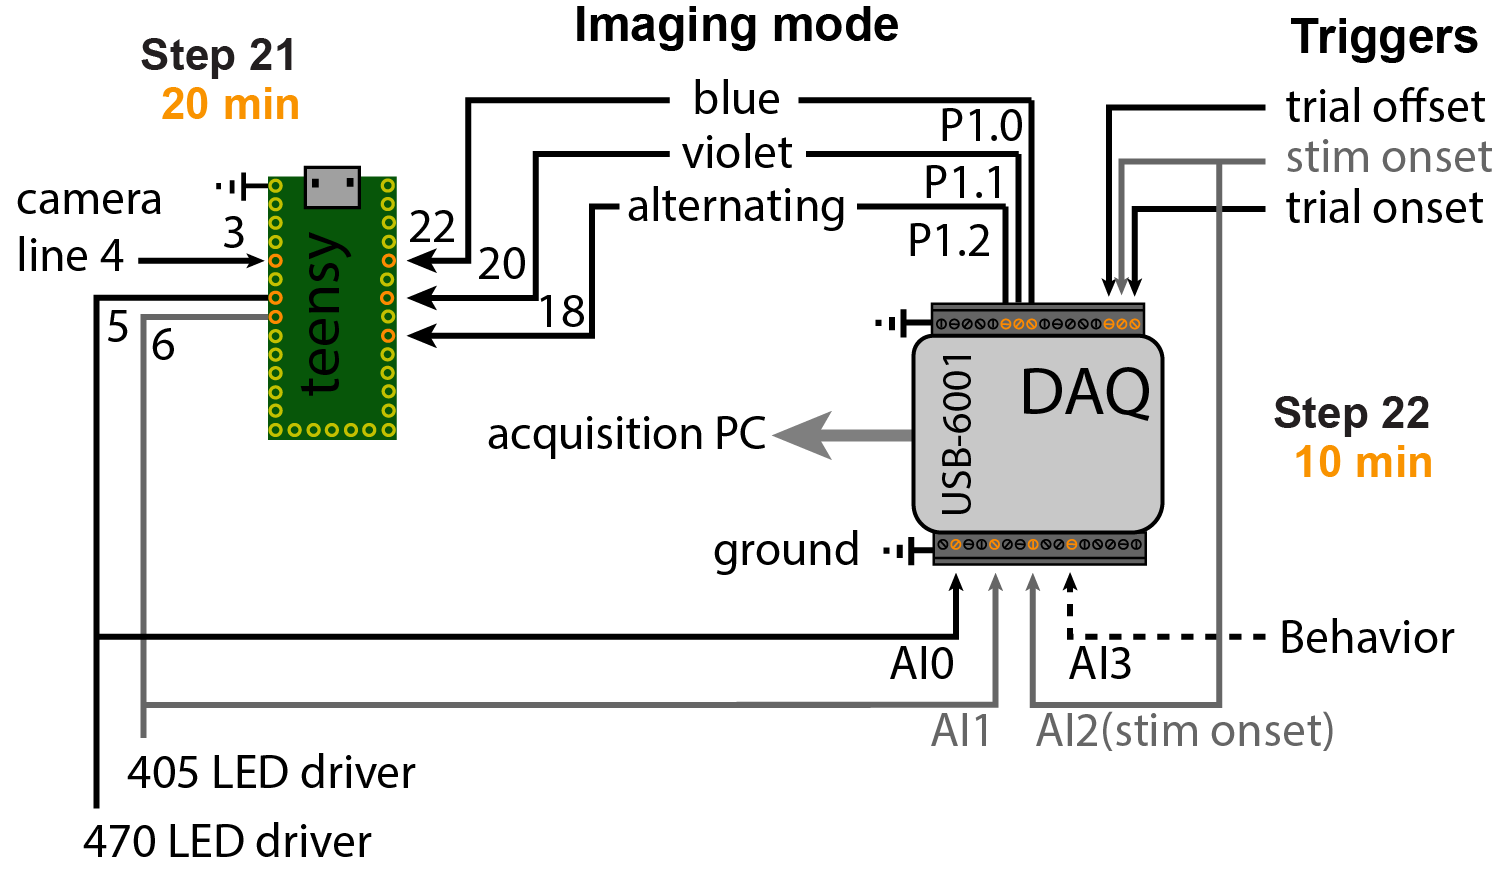 Imaging mode
Triggers
Step 21
20 min
blue
P1.0
violet
P1.1
alternating
P1.2
trial offset
stim onset
trial onset
camera
line 4
3
22
20
18
5
6
teensy
USB-6001
DAQ
acquisition PC
Step 22
10 min
ground
Behavior
AI0
AI3
AI1
AI2(stim onset)
405 LED driver
470 LED driver